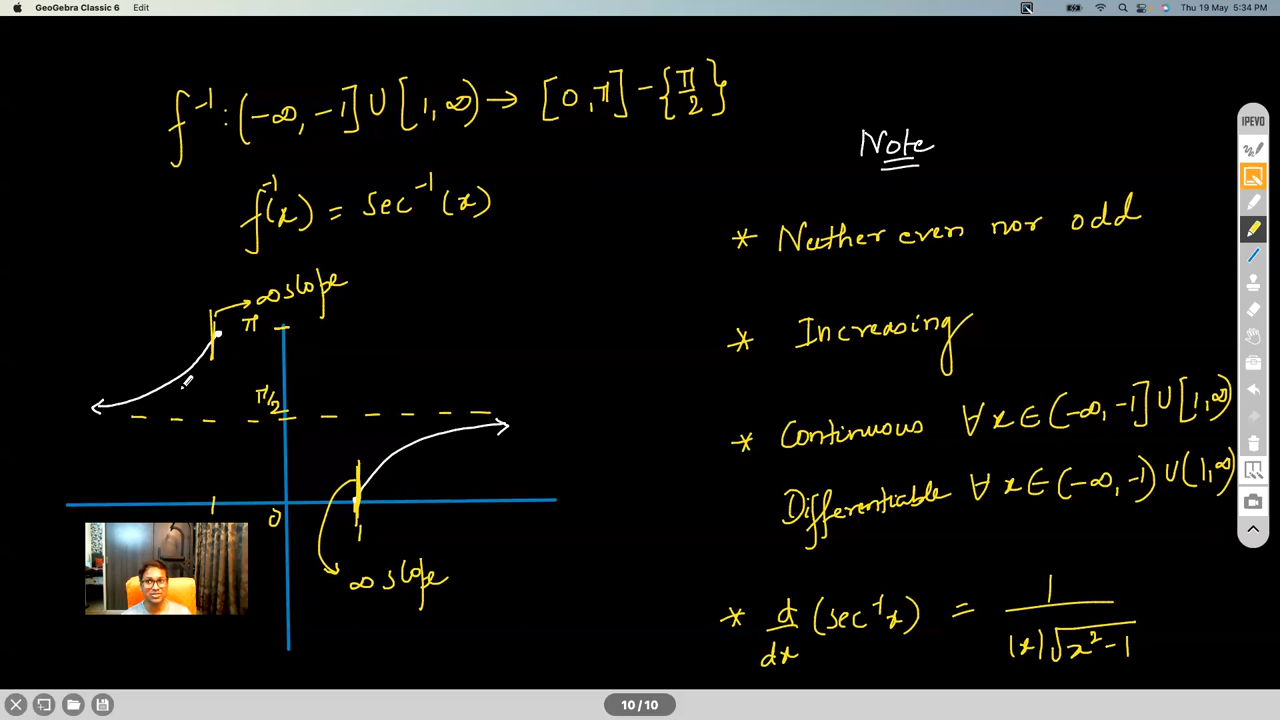 GeoGebra Classic 6 Edit
Thu 19 May 5:34 PM
f⁻¹: (-∞, -1] U [1, ∞) → [0, π] - {π/2}
f⁻¹(x) = sec⁻¹(x)
∞ slope
π
π/2
0
1
∞ slope
Note
* Neither even nor odd
* Increasing
* Continuous ∀ x ∈ (-∞, -1] U [1, ∞)
Differentiable ∀ x ∈ (-∞, -1) U (1, ∞)
* d/dx (sec⁻¹x) = 1/(|x|√(x²-1))
IPEVO
10 / 10